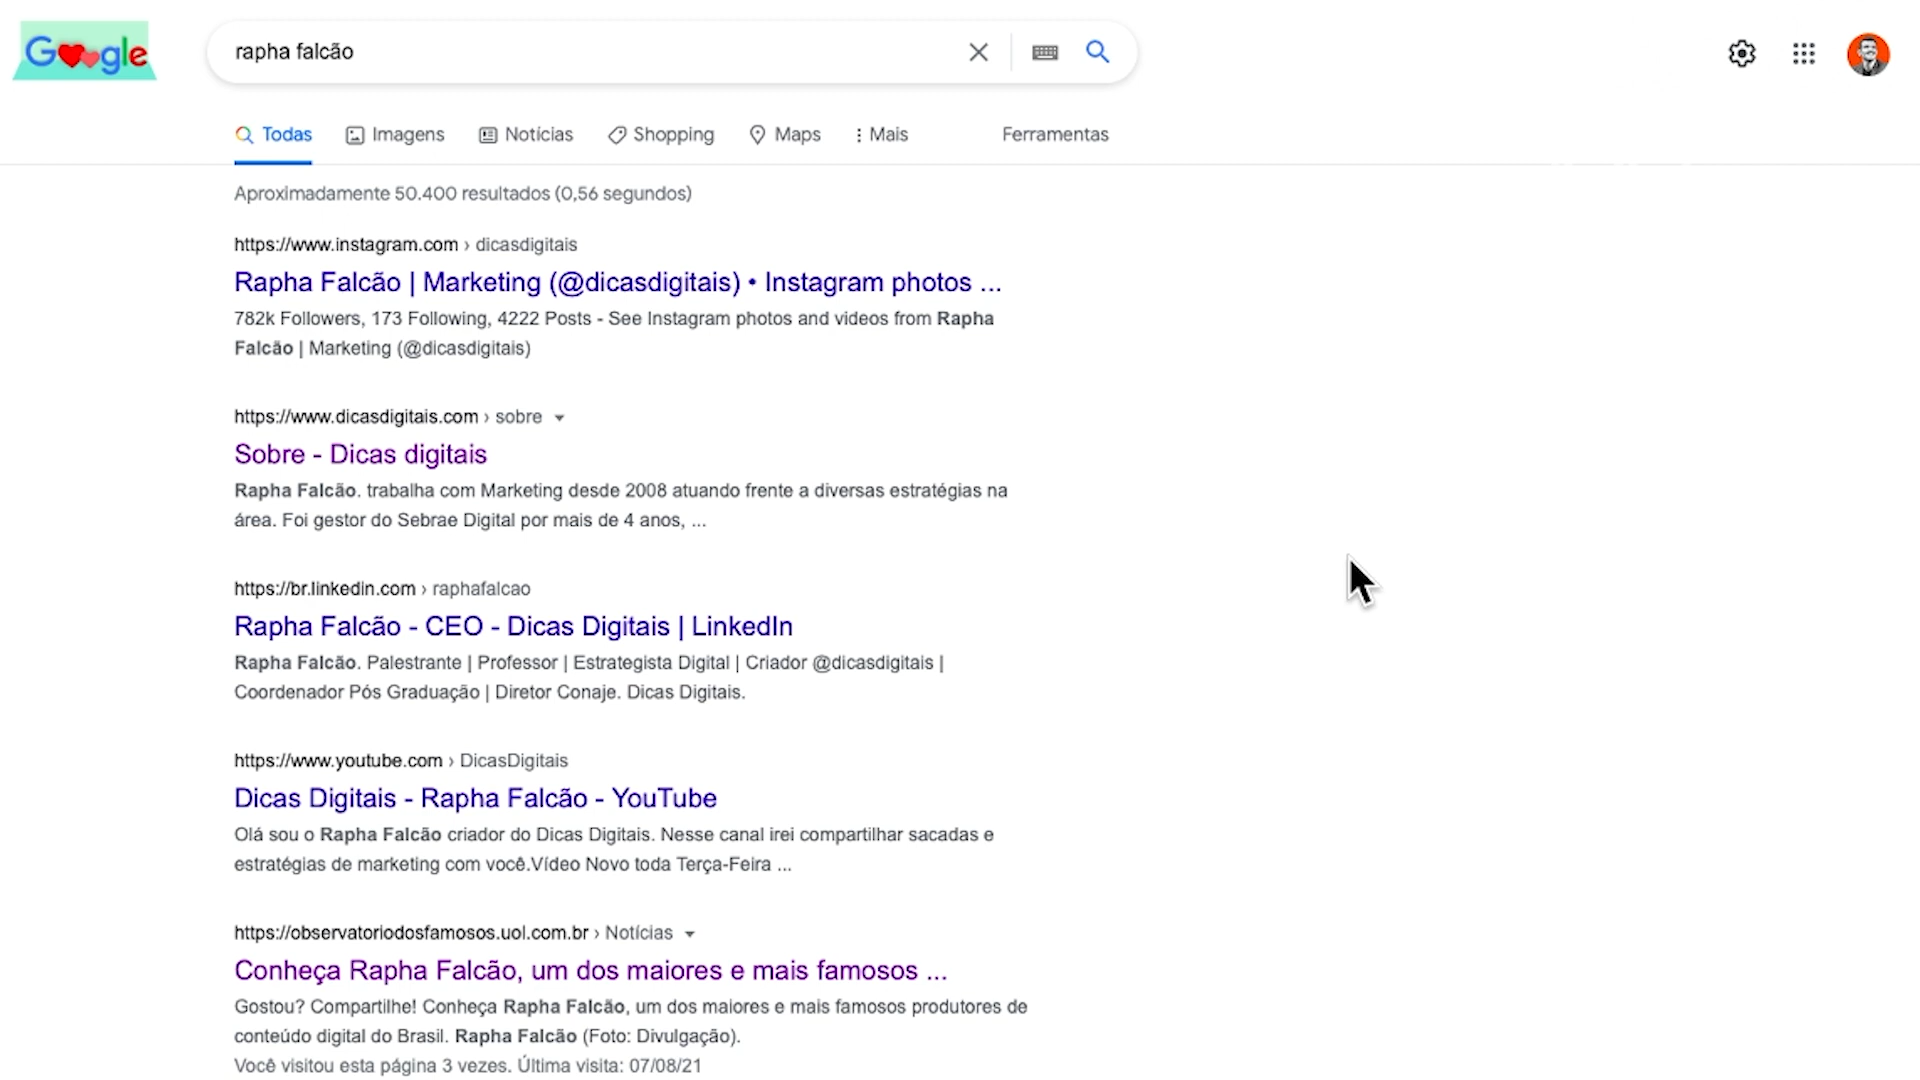 Google
rapha falcão
Todas
Imagens
Notícias
Shopping
Maps
Mais
Ferramentas
Aproximadamente 50.400 resultados (0,56 segundos)
https://www.instagram.com › dicasdigitais
Rapha Falcão | Marketing (@dicasdigitais) • Instagram photos ...
782k Followers, 173 Following, 4222 Posts - See Instagram photos and videos from Rapha
Falcão | Marketing (@dicasdigitais)
https://www.dicasdigitais.com › sobre
Sobre - Dicas digitais
Rapha Falcão. trabalha com Marketing desde 2008 atuando frente a diversas estratégias na
área. Foi gestor do Sebrae Digital por mais de 4 anos, ...
https://br.linkedin.com › raphafalcao
Rapha Falcão - CEO - Dicas Digitais | LinkedIn
Rapha Falcão. Palestrante | Professor | Estrategista Digital | Criador @dicasdigitais |
Coordenador Pós Graduação | Diretor Conaje. Dicas Digitais.
https://www.youtube.com › DicasDigitais
Dicas Digitais - Rapha Falcão - YouTube
Olá sou o Rapha Falcão criador do Dicas Digitais. Nesse canal irei compartilhar sacadas e
estratégias de marketing com você.Vídeo Novo toda Terça-Feira ...
https://observatoriodosfamosos.uol.com.br › Notícias
Conheça Rapha Falcão, um dos maiores e mais famosos ...
Gostou? Compartilhe! Conheça Rapha Falcão, um dos maiores e mais famosos produtores de
conteúdo digital do Brasil. Rapha Falcão (Foto: Divulgação).
Você visitou esta página 3 vezes. Última visita: 07/08/21